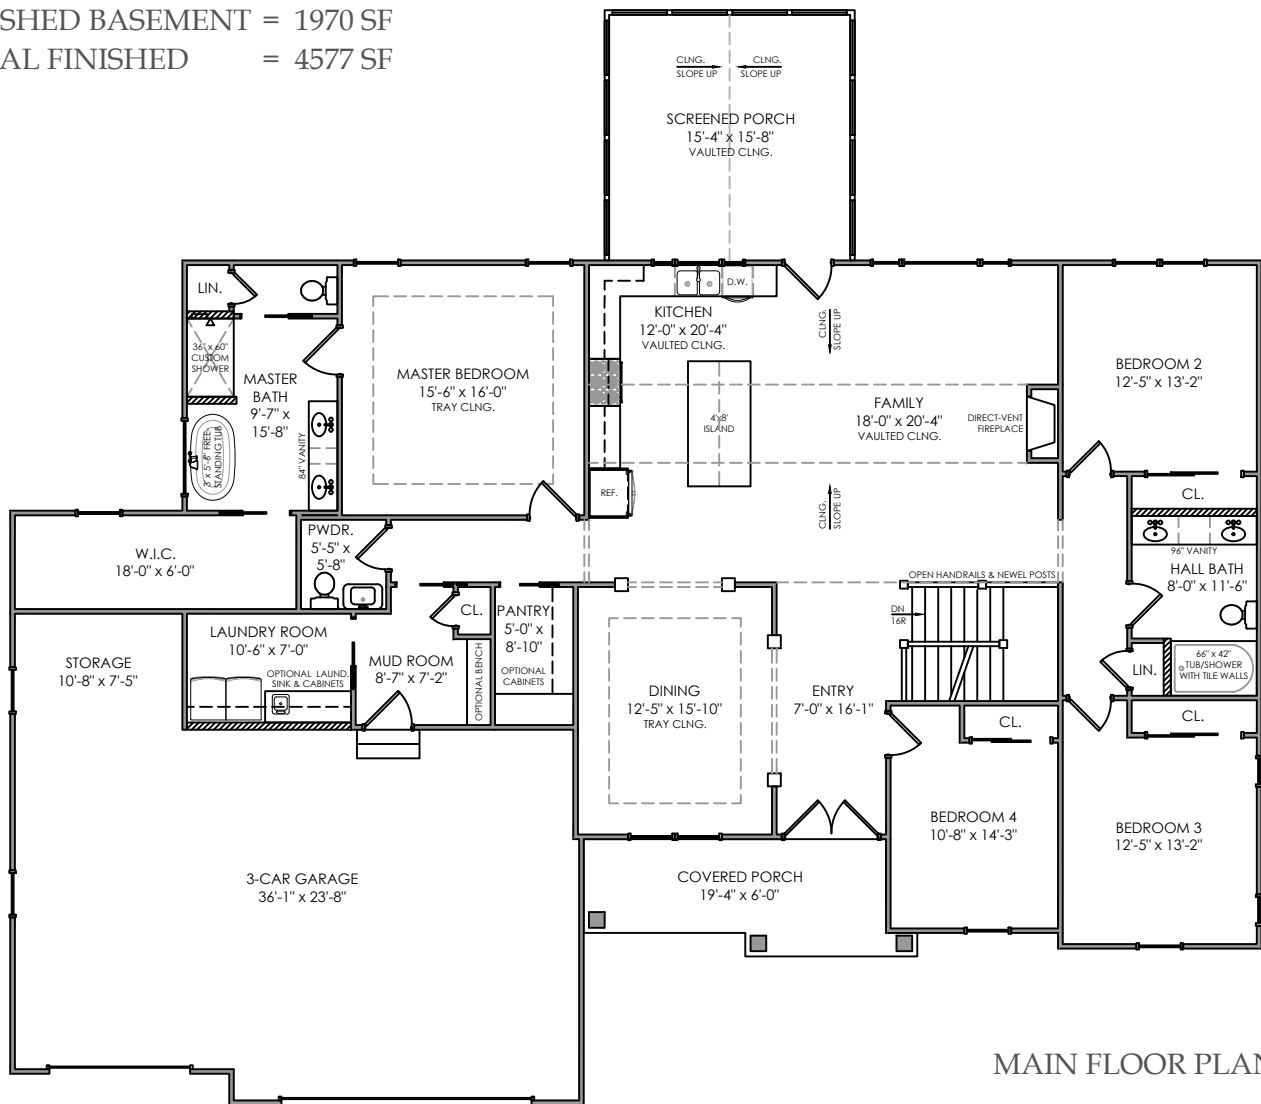 SHED BASEMENT = 1970 SF
AL FINISHED = 4577 SF
CLNG.
SLOPE UP
CLNG.
SLOPE UP
SCREENED PORCH
15'-4" x 15'-8"
VAULTED CLNG.
LIN.
36" x 60"
CUSTOM
SHOWER
MASTER
BATH
9'-7" x
15'-8"
3' x 5'-6" FREE-
STANDING TUB
84" VANITY
MASTER BEDROOM
15'-6" x 16'-0"
TRAY CLNG.
D.W.
KITCHEN
12'-0" x 20'-4"
VAULTED CLNG.
4'x8'
ISLAND
REF.
CLNG.
SLOPE UP
FAMILY
18'-0" x 20'-4"
VAULTED CLNG.
DIRECT-VENT
FIREPLACE
CLNG.
SLOPE UP
BEDROOM 2
12'-5" x 13'-2"
CL.
96" VANITY
HALL BATH
8'-0" x 11'-6"
LIN.
66" x 42"
TUB/SHOWER
WITH TILE WALLS
W.I.C.
18'-0" x 6'-0"
PWDR.
5'-5" x
5'-8"
OPEN HANDRAILS & NEWEL POSTS
DN
16R
STORAGE
10'-8" x 7'-5"
LAUNDRY ROOM
10'-6" x 7'-0"
OPTIONAL LAUND.
SINK & CABINETS
MUD ROOM
8'-7" x 7'-2"
CL.
OPTIONAL BENCH
PANTRY
5'-0" x
8'-10"
OPTIONAL
CABINETS
DINING
12'-5" x 15'-10"
TRAY CLNG.
ENTRY
7'-0" x 16'-1"
CL.
CL.
BEDROOM 4
10'-8" x 14'-3"
BEDROOM 3
12'-5" x 13'-2"
3-CAR GARAGE
36'-1" x 23'-8"
COVERED PORCH
19'-4" x 6'-0"
MAIN FLOOR PLAN